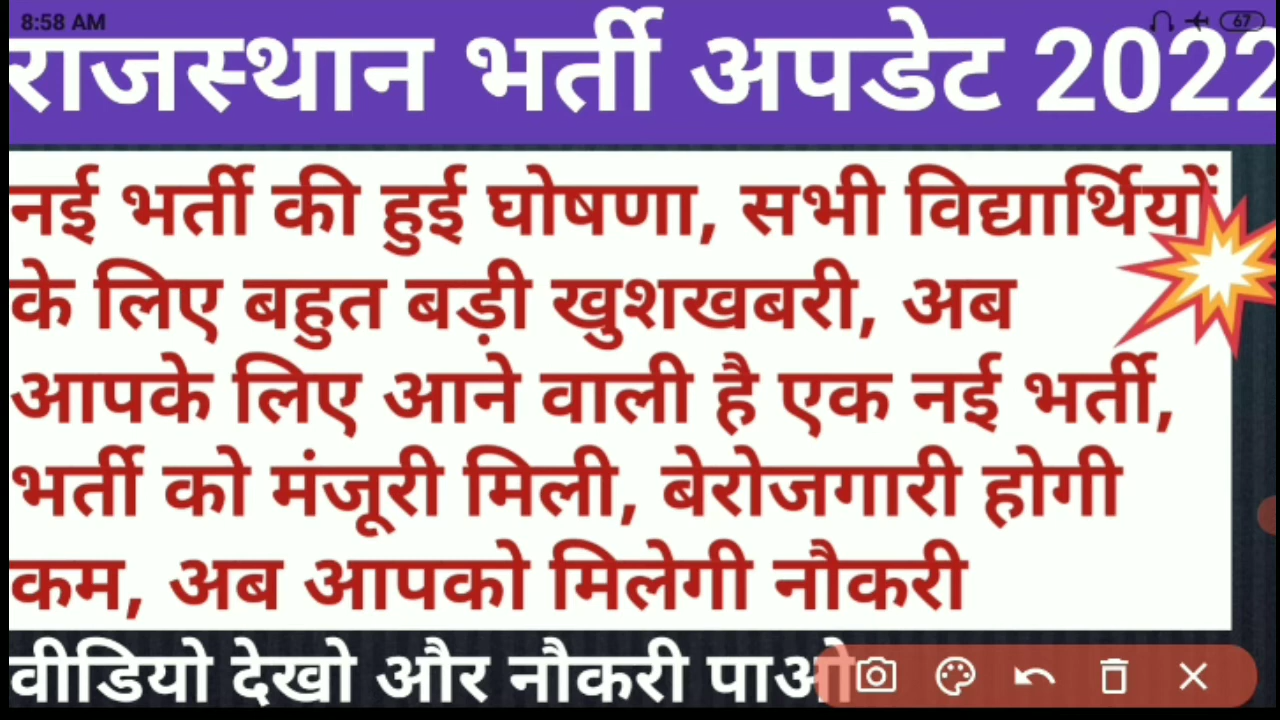 8:58 AM
67
राजस्थान भर्ती अपडेट 2022
नई भर्ती की हुई घोषणा, सभी विद्यार्थियों
के लिए बहुत बड़ी खुशखबरी, अब
आपके लिए आने वाली है एक नई भर्ती,
भर्ती को मंजूरी मिली, बेरोजगारी होगी
कम, अब आपको मिलेगी नौकरी
वीडियो देखो और नौकरी पाओ